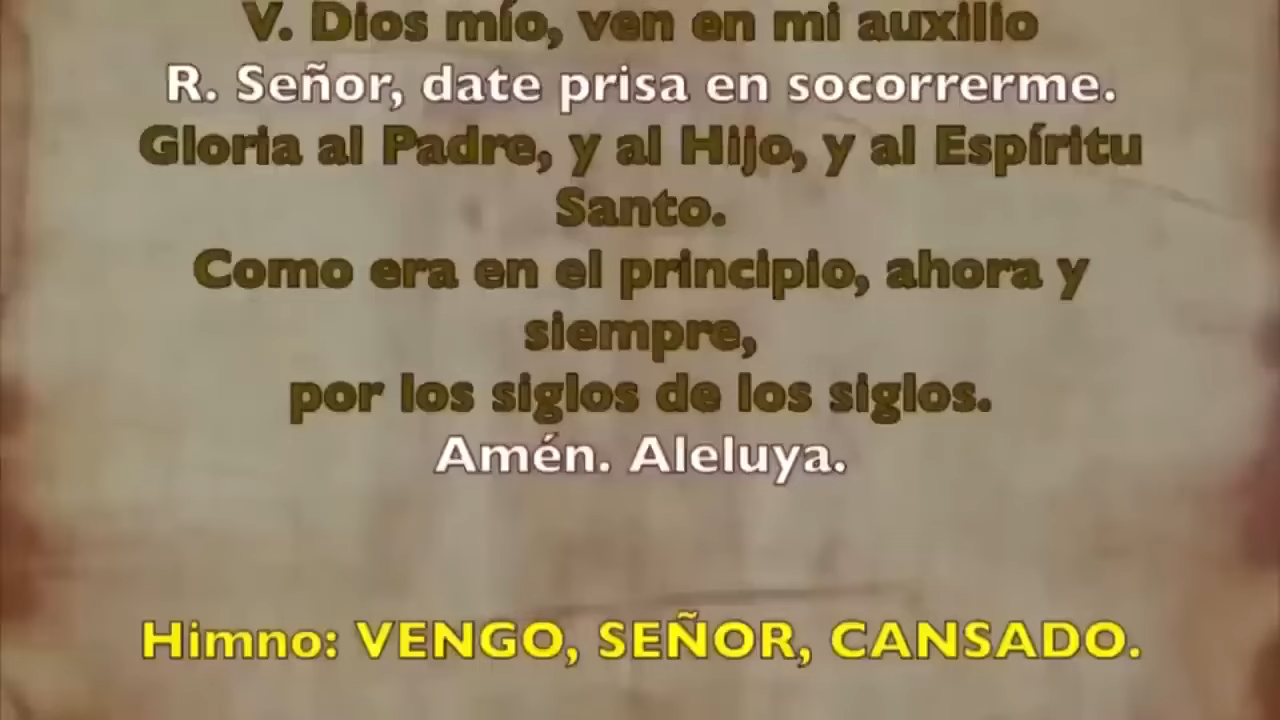 V. Dios mío, ven en mi auxilio
R. Señor, date prisa en socorrerme.
Gloria al Padre, y al Hijo, y al Espíritu
Santo.
Como era en el principio, ahora y
siempre,
por los siglos de los siglos.
Amén. Aleluya.
Himno: VENGO, SEÑOR, CANSADO.